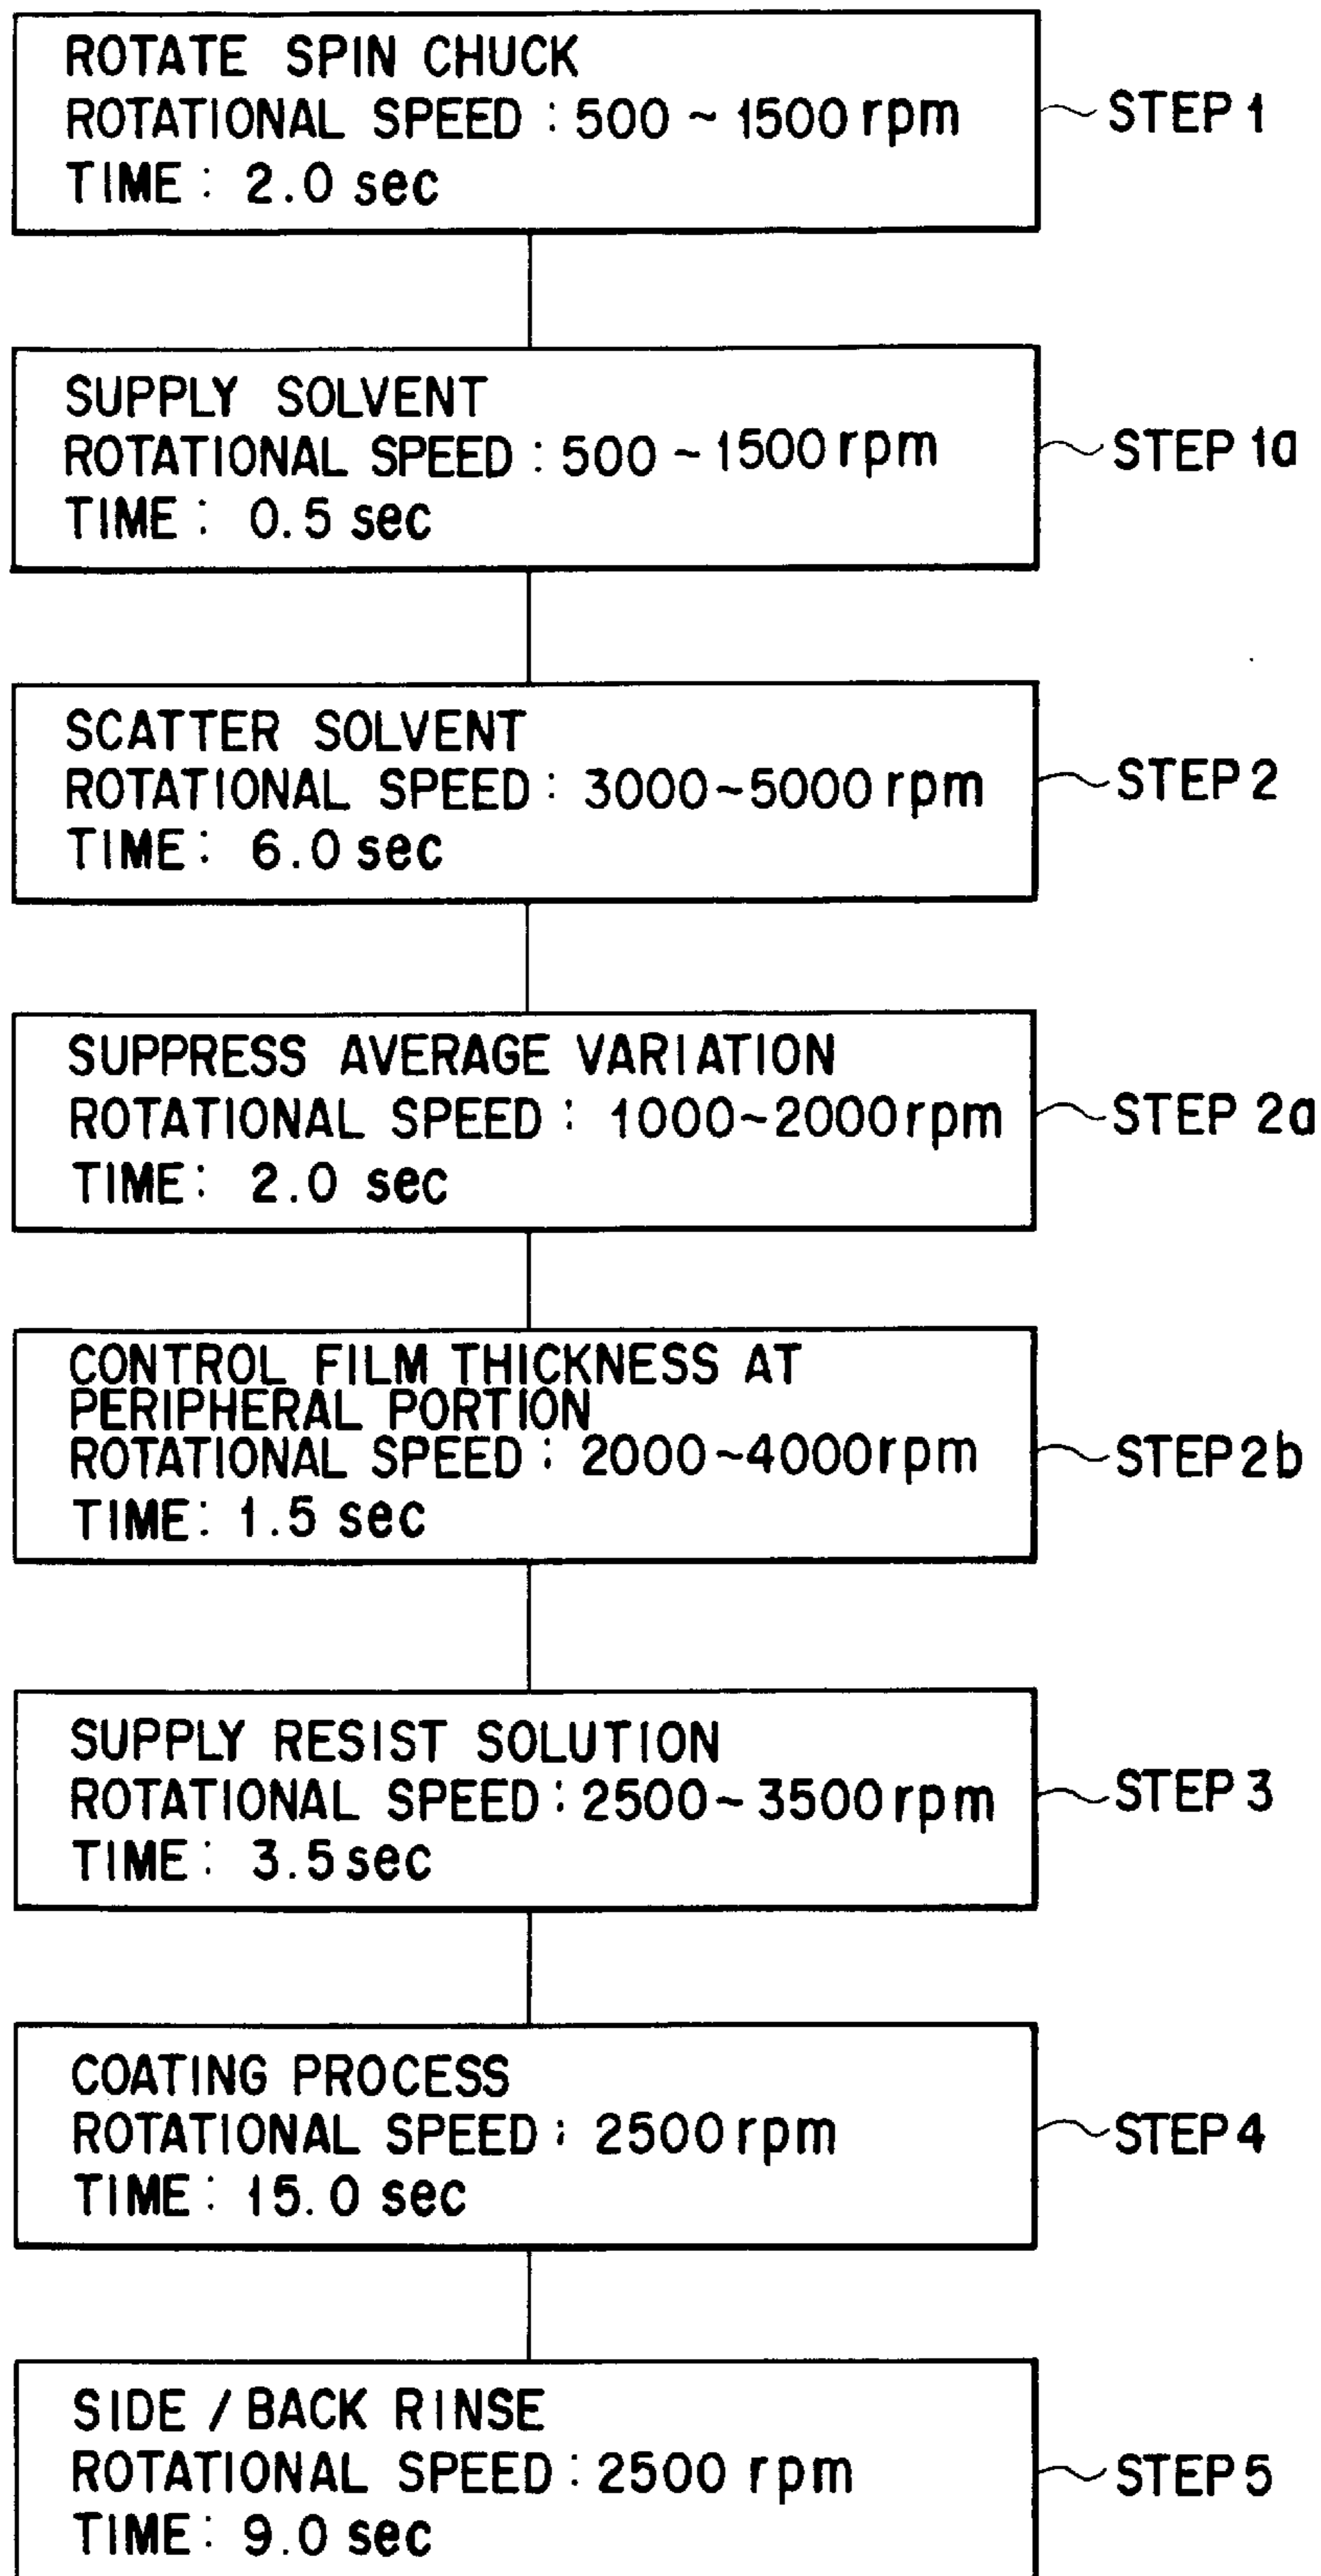 ROTATE SPIN CHUCK
ROTATIONAL SPEED : 500 ~ 1500 rpm
TIME : 2.0 sec
STEP 1
SUPPLY SOLVENT
ROTATIONAL SPEED : 500 ~ 1500 rpm
TIME : 0.5 sec
STEP 1a
SCATTER SOLVENT
ROTATIONAL SPEED : 3000~5000 rpm
TIME : 6.0 sec
STEP 2
SUPPRESS AVERAGE VARIATION
ROTATIONAL SPEED : 1000~2000 rpm
TIME : 2.0 sec
STEP 2a
CONTROL FILM THICKNESS AT
PERIPHERAL PORTION
ROTATIONAL SPEED : 2000~4000 rpm
TIME : 1.5 sec
STEP 2b
SUPPLY RESIST SOLUTION
ROTATIONAL SPEED : 2500~3500 rpm
TIME : 3.5 sec
STEP 3
COATING PROCESS
ROTATIONAL SPEED : 2500 rpm
TIME : 15.0 sec
STEP 4
SIDE / BACK RINSE
ROTATIONAL SPEED : 2500 rpm
TIME : 9.0 sec
STEP 5